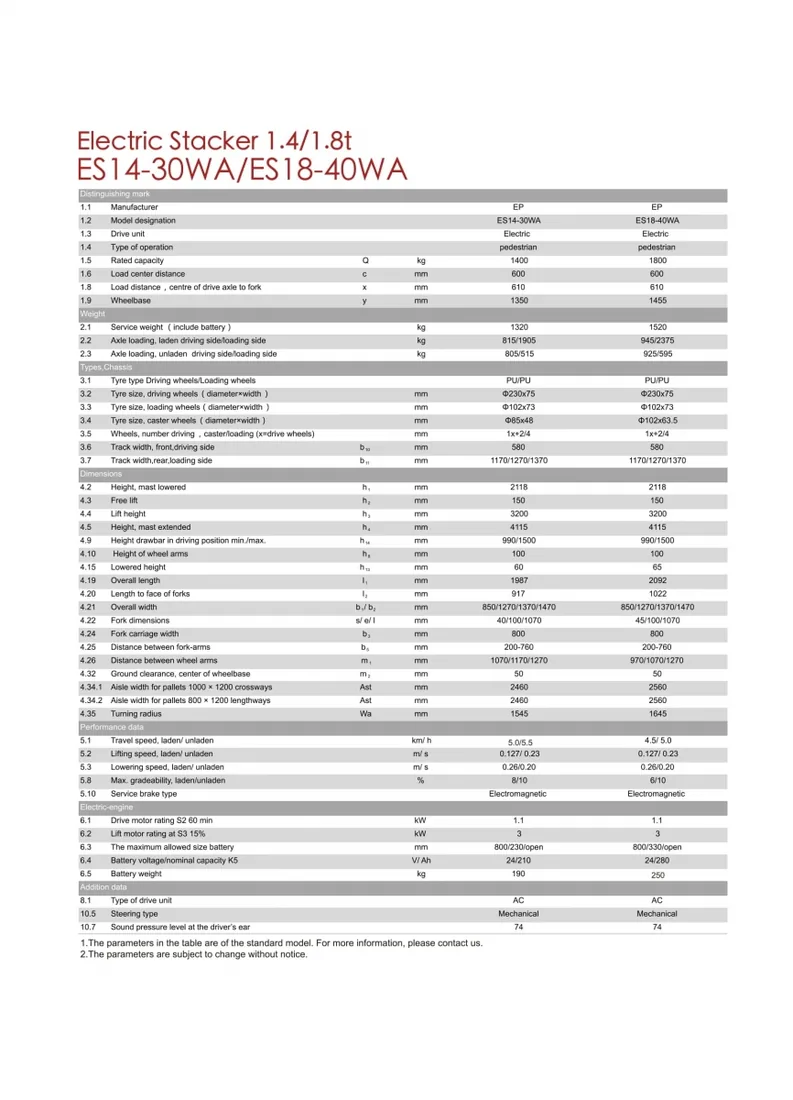 Electric Stacker 1.4/1.8t
ES14-30WA/ES18-40WA
Distinguishing mark
1.1 Manufacturer EP EP
1.2 Model designation ES14-30WA ES18-40WA
1.3 Drive unit Electric Electric
1.4 Type of operation pedestrian pedestrian
1.5 Rated capacity Q kg 1400 1800
1.6 Load center distance c mm 600 600
1.8 Load distance，centre of drive axle to fork x mm 610 610
1.9 Wheelbase y mm 1350 1455
Weight
2.1 Service weight（include battery） kg 1320 1520
2.2 Axle loading, laden driving side/loading side kg 815/1905 945/2375
2.3 Axle loading, unladen driving side/loading side kg 805/515 925/595
Types,Chassis
3.1 Tyre type Driving wheels/Loading wheels PU/PU PU/PU
3.2 Tyre size, driving wheels（diameter×width） mm Φ230x75 Φ230x75
3.3 Tyre size, loading wheels（diameter×width） mm Φ102x73 Φ102x73
3.4 Tyre size, caster wheels（diameter×width） mm Φ85x48 Φ102x63.5
3.5 Wheels, number driving，caster/loading (x=drive wheels) mm 1x+2/4 1x+2/4
3.6 Track width, front,driving side b10 mm 580 580
3.7 Track width,rear,loading side b11 mm 1170/1270/1370 1170/1270/1370
Dimensions
4.2 Height, mast lowered h1 mm 2118 2118
4.3 Free lift h2 mm 150 150
4.4 Lift height h3 mm 3200 3200
4.5 Height, mast extended h4 mm 4115 4115
4.9 Height drawbar in driving position min./max. h14 mm 990/1500 990/1500
4.10 Height of wheel arms h8 mm 100 100
4.15 Lowered height h13 mm 60 65
4.19 Overall length l1 mm 1987 2092
4.20 Length to face of forks l2 mm 917 1022
4.21 Overall width b1/ b2 mm 850/1270/1370/1470 850/1270/1370/1470
4.22 Fork dimensions s/ e/ l mm 40/100/1070 45/100/1070
4.24 Fork carriage width b3 mm 800 800
4.25 Distance between fork-arms b5 mm 200-760 200-760
4.26 Distance between wheel arms m1 mm 1070/1170/1270 970/1070/1270
4.32 Ground clearance, center of wheelbase m2 mm 50 50
4.34.1 Aisle width for pallets 1000 × 1200 crossways Ast mm 2460 2560
4.34.2 Aisle width for pallets 800 × 1200 lengthways Ast mm 2460 2560
4.35 Turning radius Wa mm 1545 1645
Performance data
5.1 Travel speed, laden/ unladen km/ h 5.0/5.5 4.5/ 5.0
5.2 Lifting speed, laden/ unladen m/ s 0.127/ 0.23 0.127/ 0.23
5.3 Lowering speed, laden/ unladen m/ s 0.26/0.20 0.26/0.20
5.8 Max. gradeability, laden/unladen % 8/10 6/10
5.10 Service brake type Electromagnetic Electromagnetic
Electric-engine
6.1 Drive motor rating S2 60 min kW 1.1 1.1
6.2 Lift motor rating at S3 15% kW 3 3
6.3 The maximum allowed size battery mm 800/230/open 800/330/open
6.4 Battery voltage/nominal capacity K5 V/ Ah 24/210 24/280
6.5 Battery weight kg 190 250
Addition data
8.1 Type of drive unit AC AC
10.5 Steering type Mechanical Mechanical
10.7 Sound pressure level at the driver's ear 74 74
1.The parameters in the table are of the standard model. For more information, please contact us.
2.The parameters are subject to change without notice.